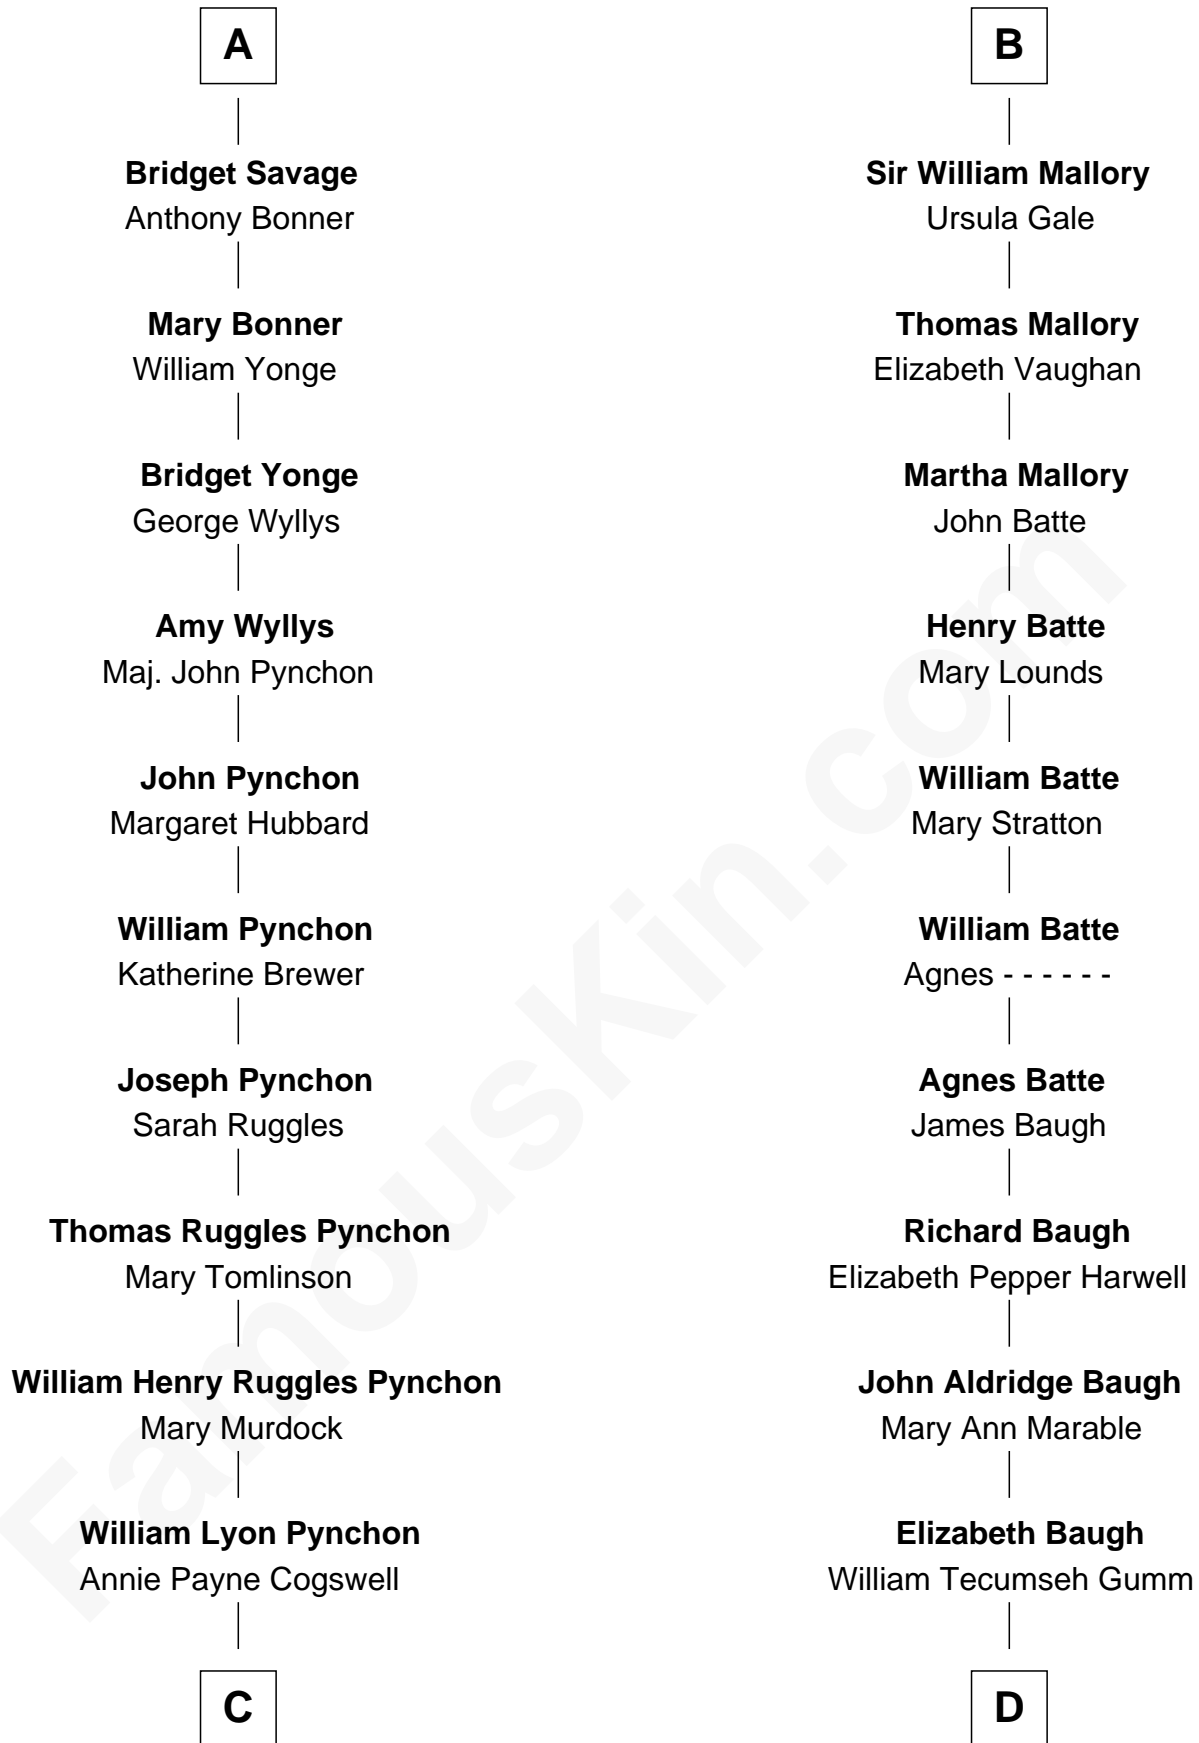 A
Bridget Savage
Anthony Bonner
Mary Bonner
William Yonge
Bridget Yonge
George Wyllys
Amy Wyllys
Maj. John Pynchon
John Pynchon
Margaret Hubbard
William Pynchon
Katherine Brewer
Joseph Pynchon
Sarah Ruggles
Thomas Ruggles Pynchon
Mary Tomlinson
William Henry Ruggles Pynchon
Mary Murdock
William Lyon Pynchon
Annie Payne Cogswell
C
B
Sir William Mallory
Ursula Gale
Thomas Mallory
Elizabeth Vaughan
Martha Mallory
John Batte
Henry Batte
Mary Lounds
William Batte
Mary Stratton
William Batte
Agnes - - - - - -
Agnes Batte
James Baugh
Richard Baugh
Elizabeth Pepper Harwell
John Aldridge Baugh
Mary Ann Marable
Elizabeth Baugh
William Tecumseh Gumm
D
FamousKin.com